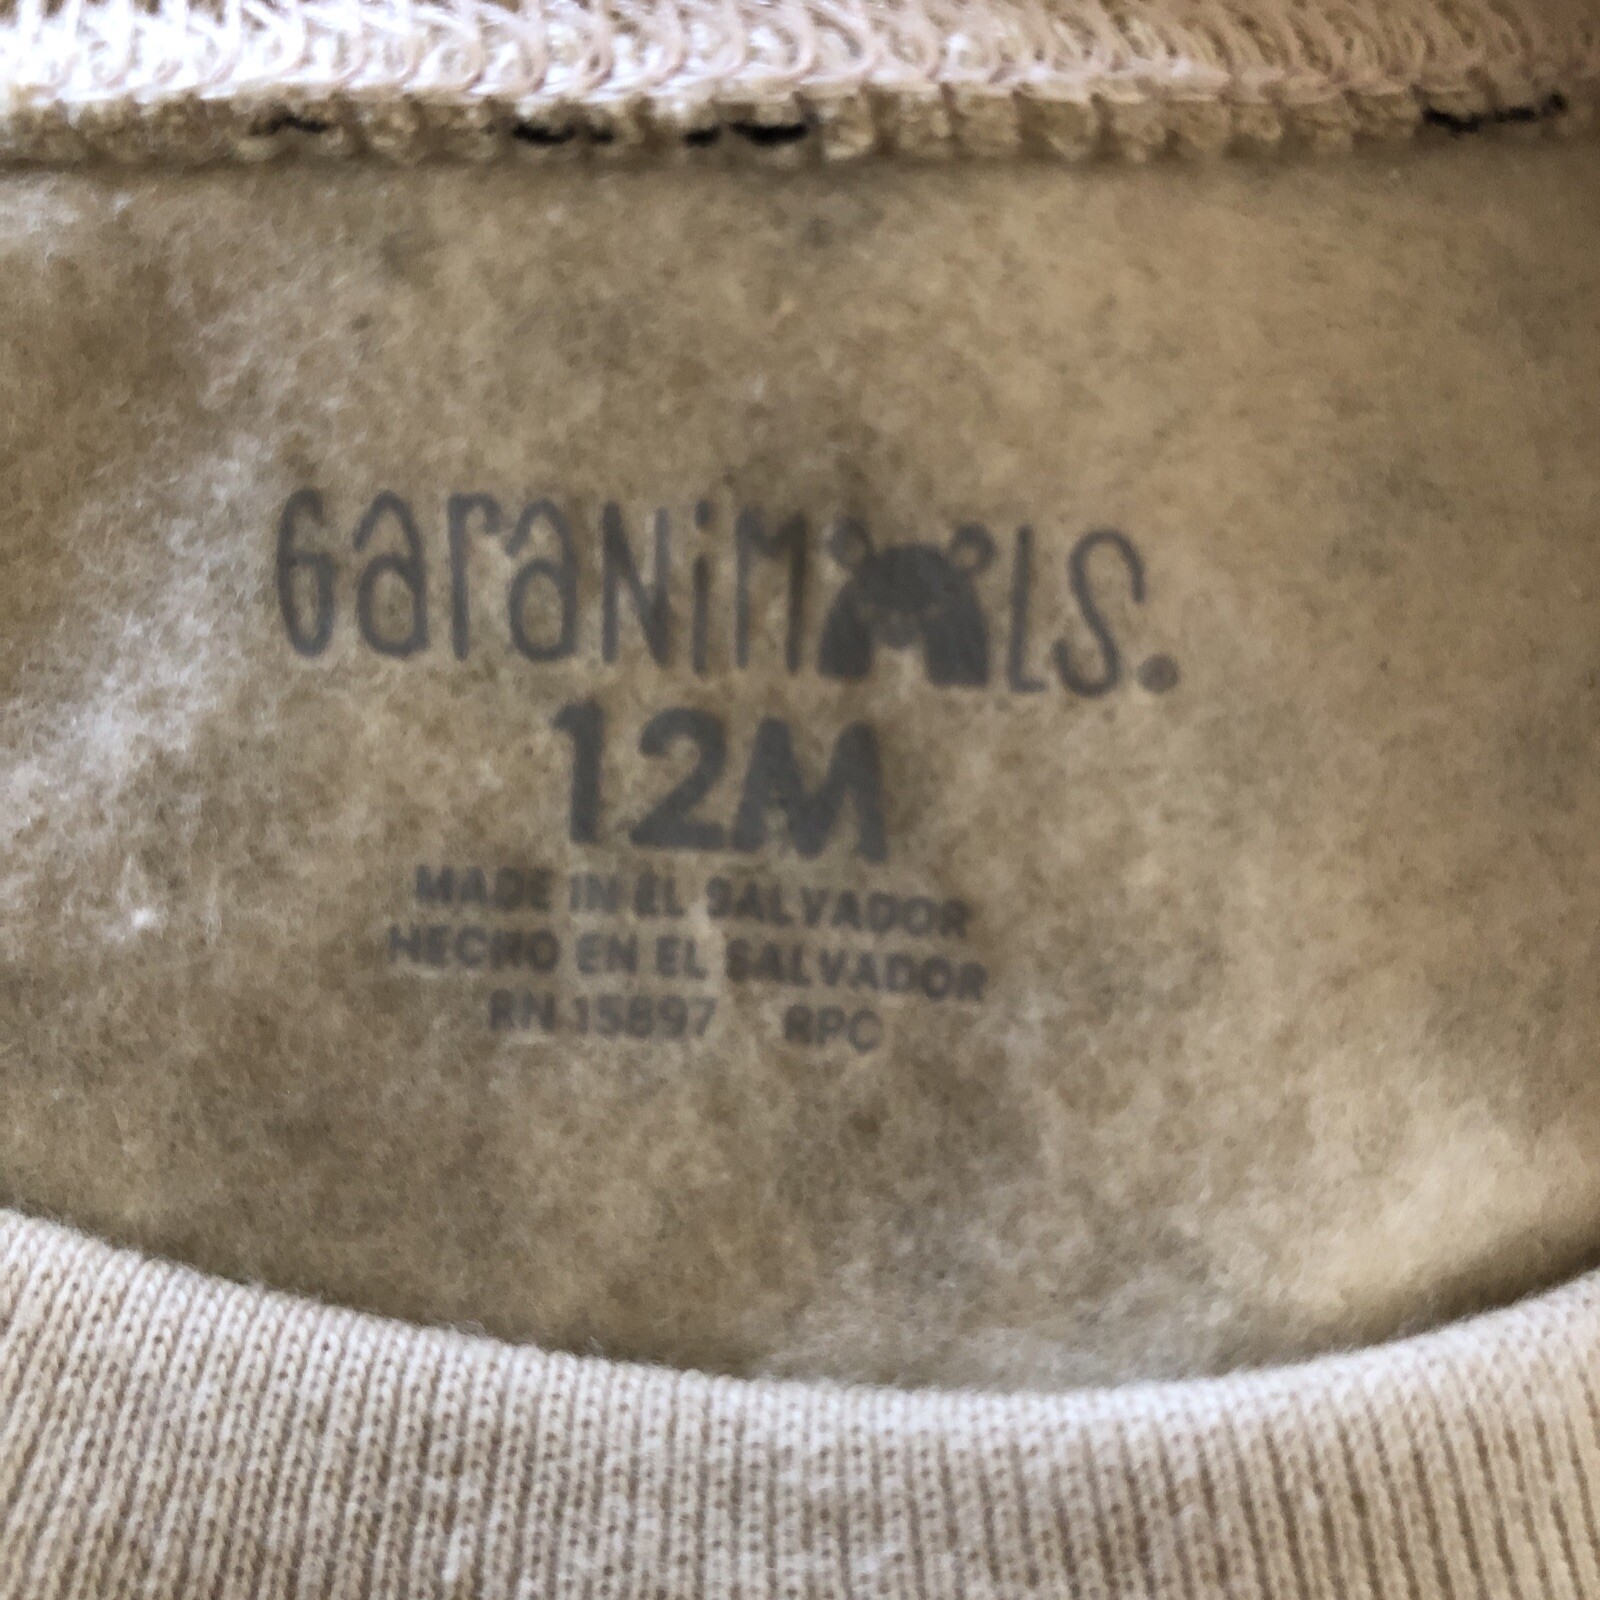 GaraNiMALS.
12M
MADE IN EL SALVADOR
HECHO EN EL SALVADOR
RN 15897 RPC